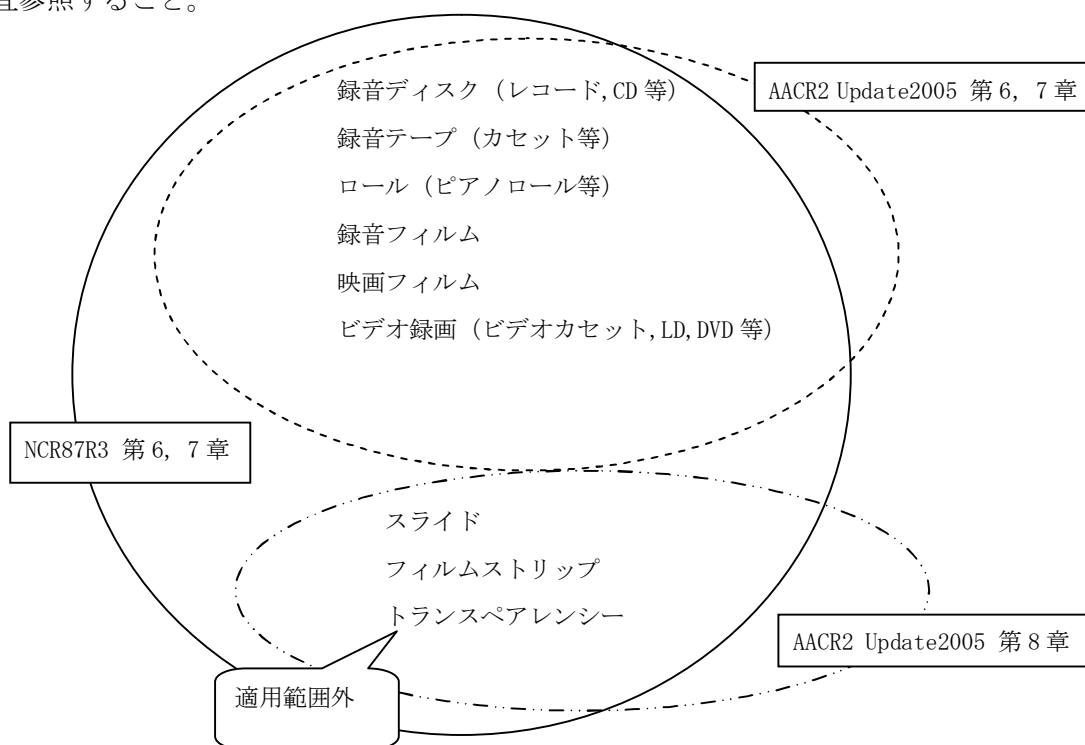 査参照すること。
録音ディスク（レコード,CD 等）
AACR2 Update2005 第 6, 7 章
録音テープ（カセット等）
ロール（ピアノロール等）
録音フィルム
映画フィルム
ビデオ録画（ビデオカセット,LD,DVD 等）
NCR87R3 第 6, 7 章
スライド
フィルムストリップ
トランスペアレンシー
AACR2 Update2005 第 8 章
適用範囲外